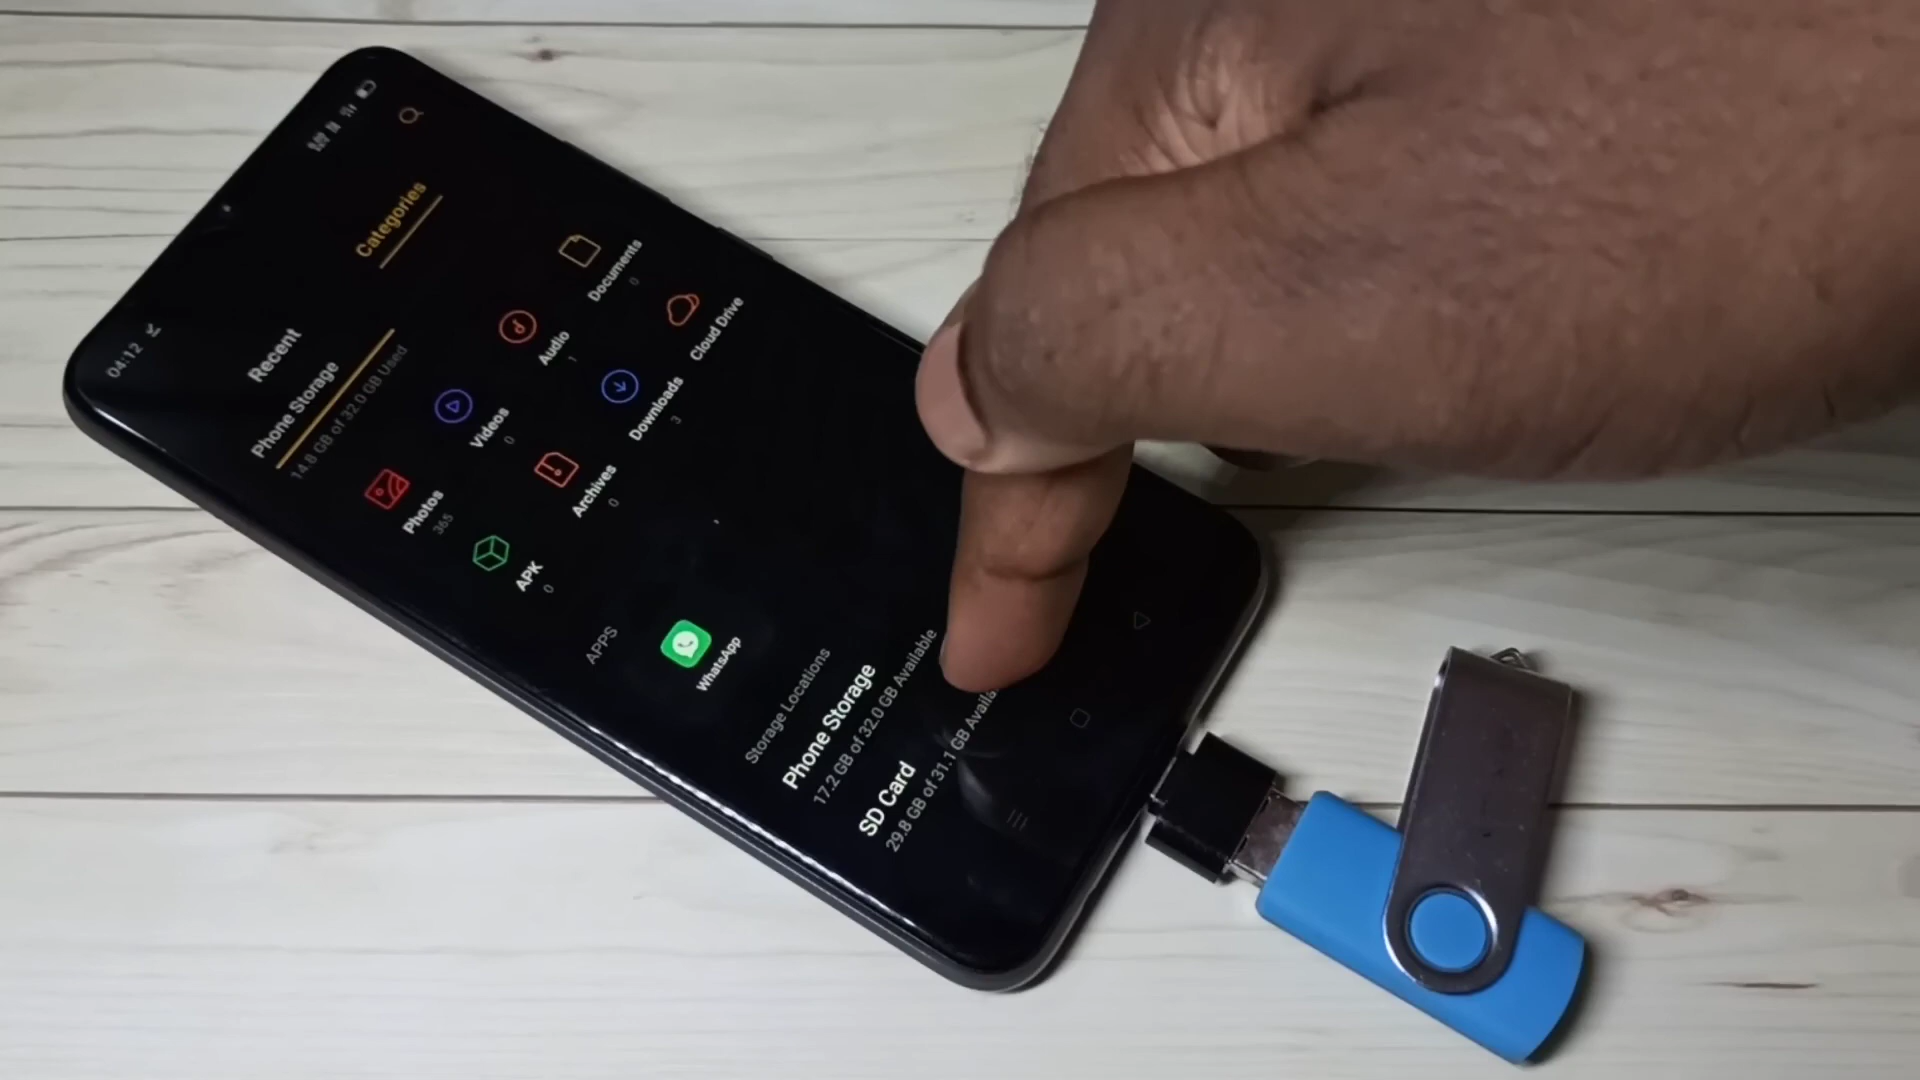 04:12
Recent
Categories
Phone Storage
14.8 GB of 32.0 GB Used
Photos
365
Videos
0
Audio
1
Documents
0
APK
0
Archives
0
Downloads
3
Cloud Drive
APPS
WhatsApp
Storage Locations
Phone Storage
17.2 GB of 32.0 GB Available
SD Card
29.8 GB of 31.1 GB